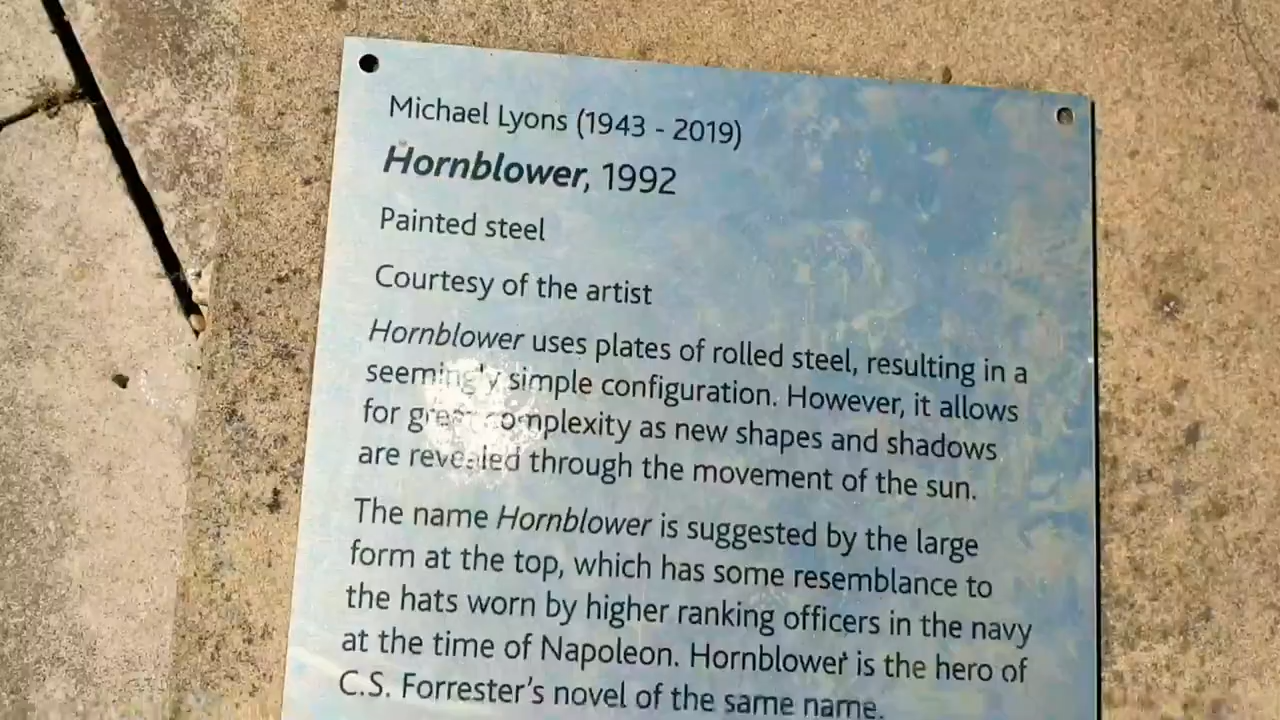 Michael Lyons (1943 - 2019)
Hornblower, 1992
Painted steel
Courtesy of the artist
Hornblower uses plates of rolled steel, resulting in a
seemingly simple configuration. However, it allows
for great complexity as new shapes and shadows
are revealed through the movement of the sun.
The name Hornblower is suggested by the large
form at the top, which has some resemblance to
the hats worn by higher ranking officers in the navy
at the time of Napoleon. Hornblower is the hero of
C.S. Forrester's novel of the same name.